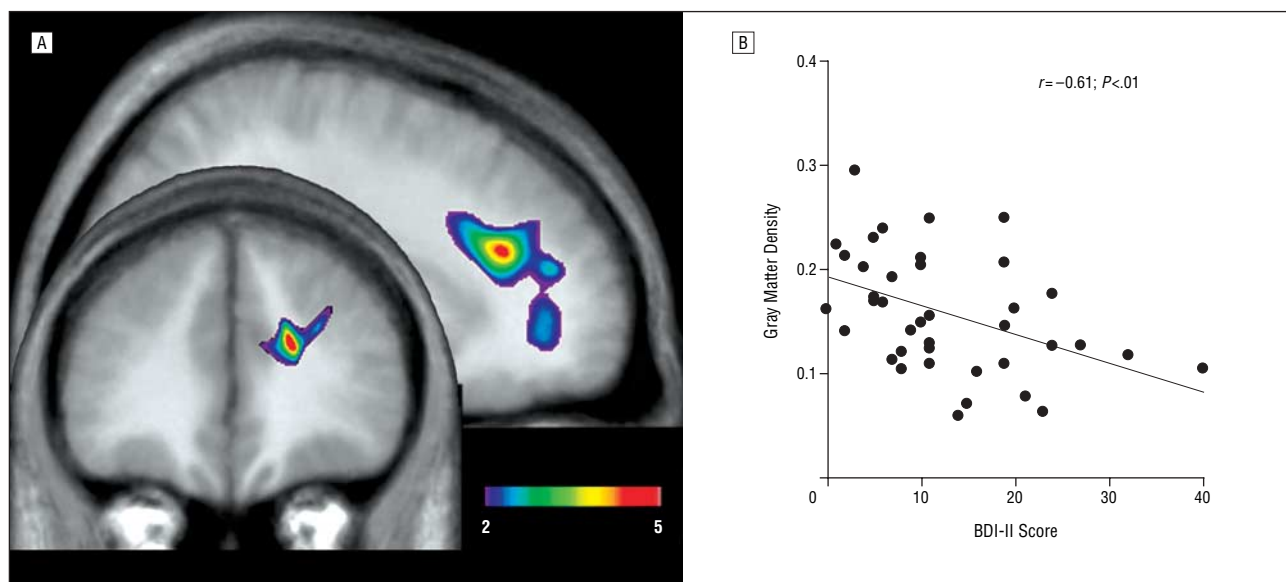 A
2 5
B
0.4
0.3
0.2
0.1
0 10 20 30 40
Gray Matter Density
BDI-II Score
r=−0.61; P<.01